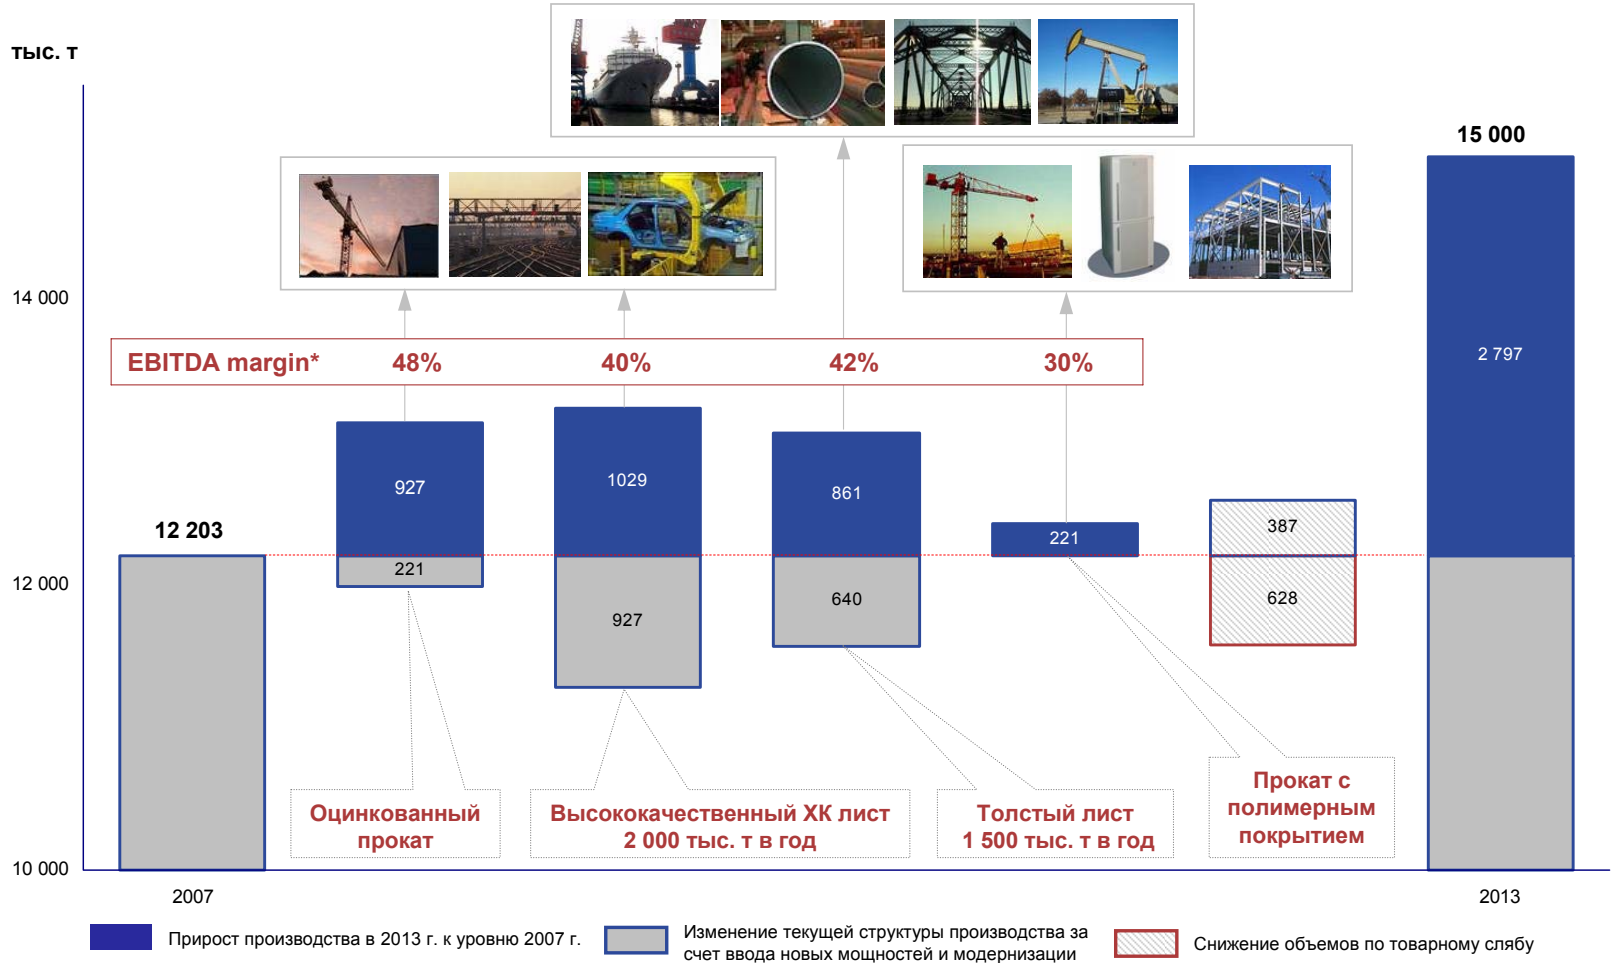 тыс. т
15 000
14 000
EBITDA margin* 48% 40% 42% 30%
2 797
927
1029
861
221
387
12 203
221
927
640
628
12 000
Оцинкованный
прокат
Высококачественный ХК лист
2 000 тыс. т в год
Толстый лист
1 500 тыс. т в год
Прокат с
полимерным
покрытием
10 000
2007
2013
Прирост производства в 2013 г. к уровню 2007 г.
Изменение текущей структуры производства за
счет ввода новых мощностей и модернизации
Снижение объемов по товарному слябу